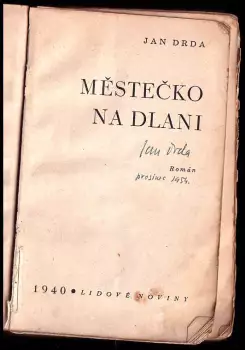 JAN DRDA
MĚSTEČKO
NA DLANI
Jan Drda
Román
prosinec 1954.
1940 • LIDOVÉ NOVINY